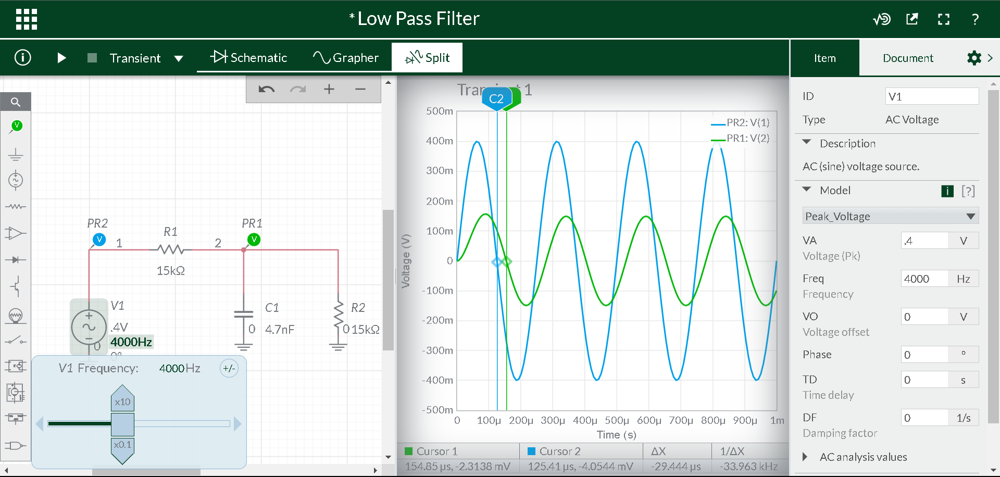 *Low Pass Filter
?
Transient
Schematic
Grapher
Split
Item
Document
PR2
V
1
R1
15kΩ
2
PR1
V
V1
.4V
4000Hz
0
0°
C1
0
4.7nF
R2
0
15kΩ
V1 Frequency:
4000 Hz
+/-
x10
x0.1
Transient 1
C2
PR2: V(1)
PR1: V(2)
Voltage (V)
500m
400m
300m
200m
100m
0
-100m
-200m
-300m
-400m
-500m
0 100µ 200µ 300µ 400µ 500µ 600µ 700µ 800µ 900µ 1m
Time (s)
Cursor 1 Cursor 2 ΔX 1/ΔX
154.85 µs, -2.3138 mV 125.41 µs, -4.0544 mV -29.444 µs -33.963 kHz
ID V1
Type AC Voltage
Description
AC (sine) voltage source.
Model i [?]
Peak_Voltage
VA .4 V
Voltage (Pk)
Freq 4000 Hz
Frequency
VO 0 V
Voltage offset
Phase 0 °
TD 0 s
Time delay
DF 0 1/s
Damping factor
AC analysis values